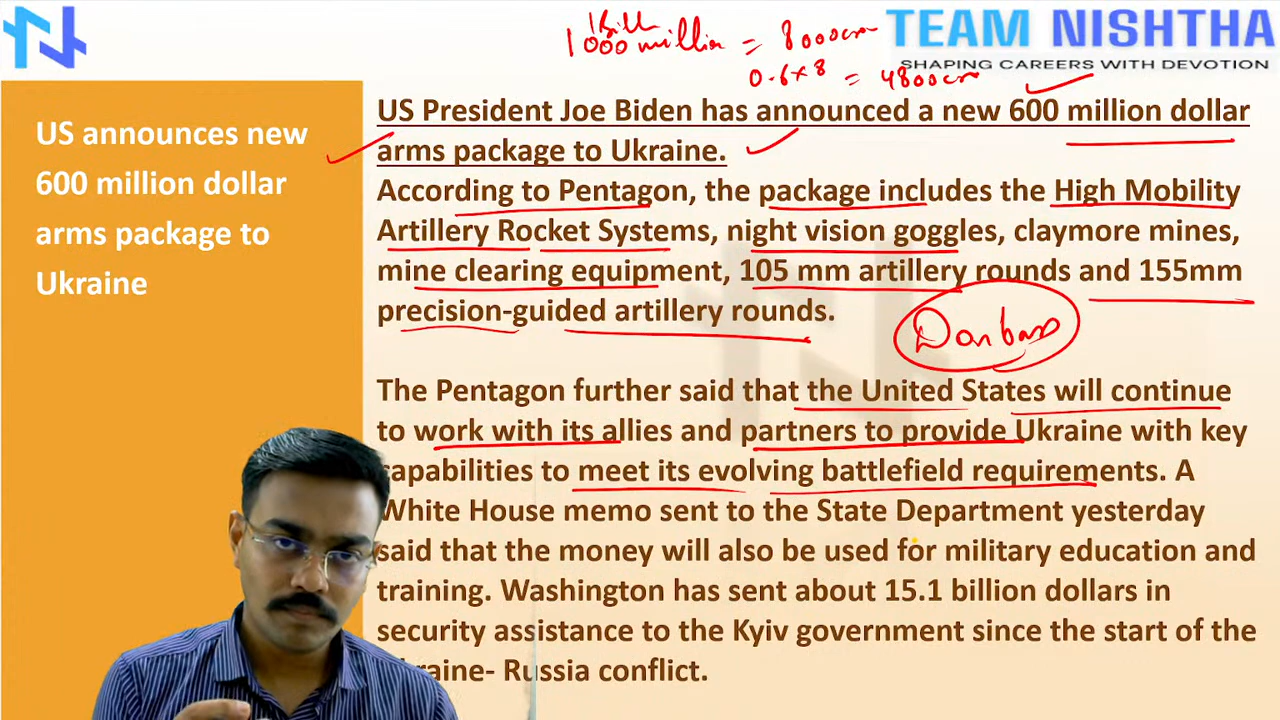 1 Bill
1000 million = 8000 cr
0.6 x 8 = 4800 cr
TEAM NISHTHA
SHAPING CAREERS WITH DEVOTION
US announces new
600 million dollar
arms package to
Ukraine
US President Joe Biden has announced a new 600 million dollar
arms package to Ukraine.
According to Pentagon, the package includes the High Mobility
Artillery Rocket Systems, night vision goggles, claymore mines,
mine clearing equipment, 105 mm artillery rounds and 155mm
precision-guided artillery rounds.
Donbass
The Pentagon further said that the United States will continue
to work with its allies and partners to provide Ukraine with key
capabilities to meet its evolving battlefield requirements. A
White House memo sent to the State Department yesterday
said that the money will also be used for military education and
training. Washington has sent about 15.1 billion dollars in
security assistance to the Kyiv government since the start of the
Ukraine- Russia conflict.